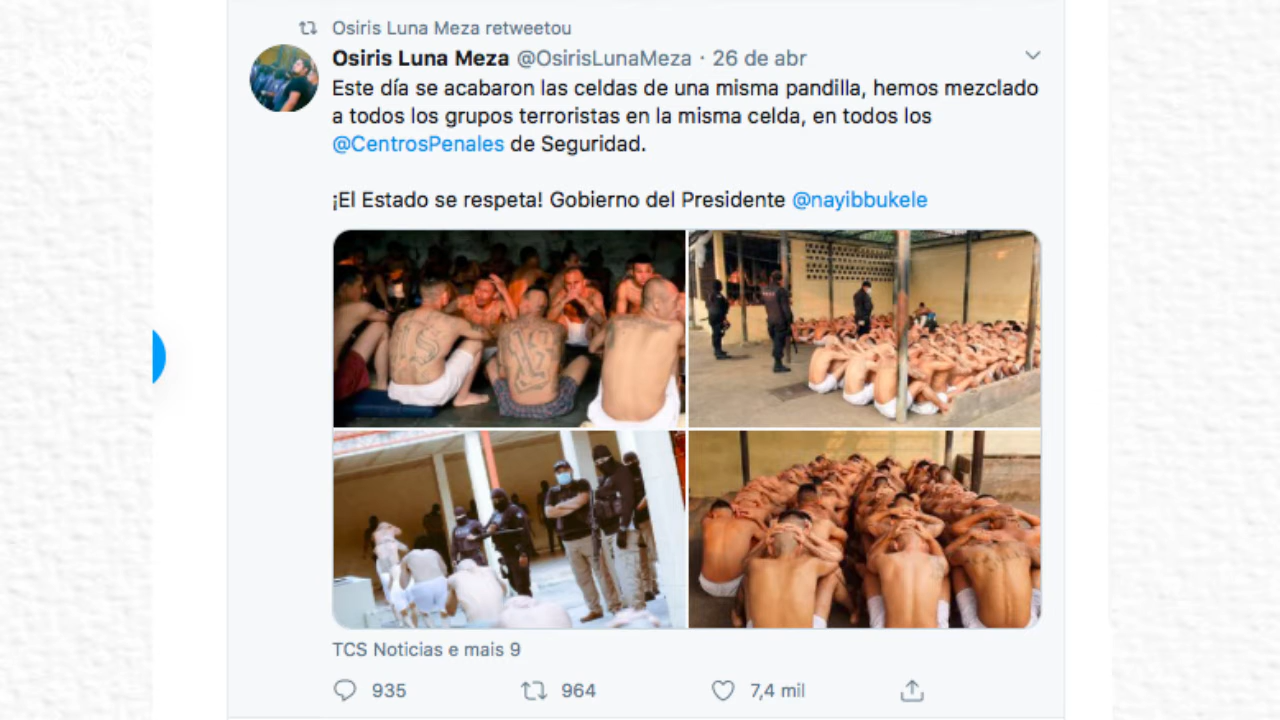 Osiris Luna Meza retweetou
Osiris Luna Meza @OsirisLunaMeza · 26 de abr
Este día se acabaron las celdas de una misma pandilla, hemos mezclado
a todos los grupos terroristas en la misma celda, en todos los
@CentrosPenales de Seguridad.
¡El Estado se respeta! Gobierno del Presidente @nayibbukele
TCS Noticias e mais 9
935 964 7,4 mil